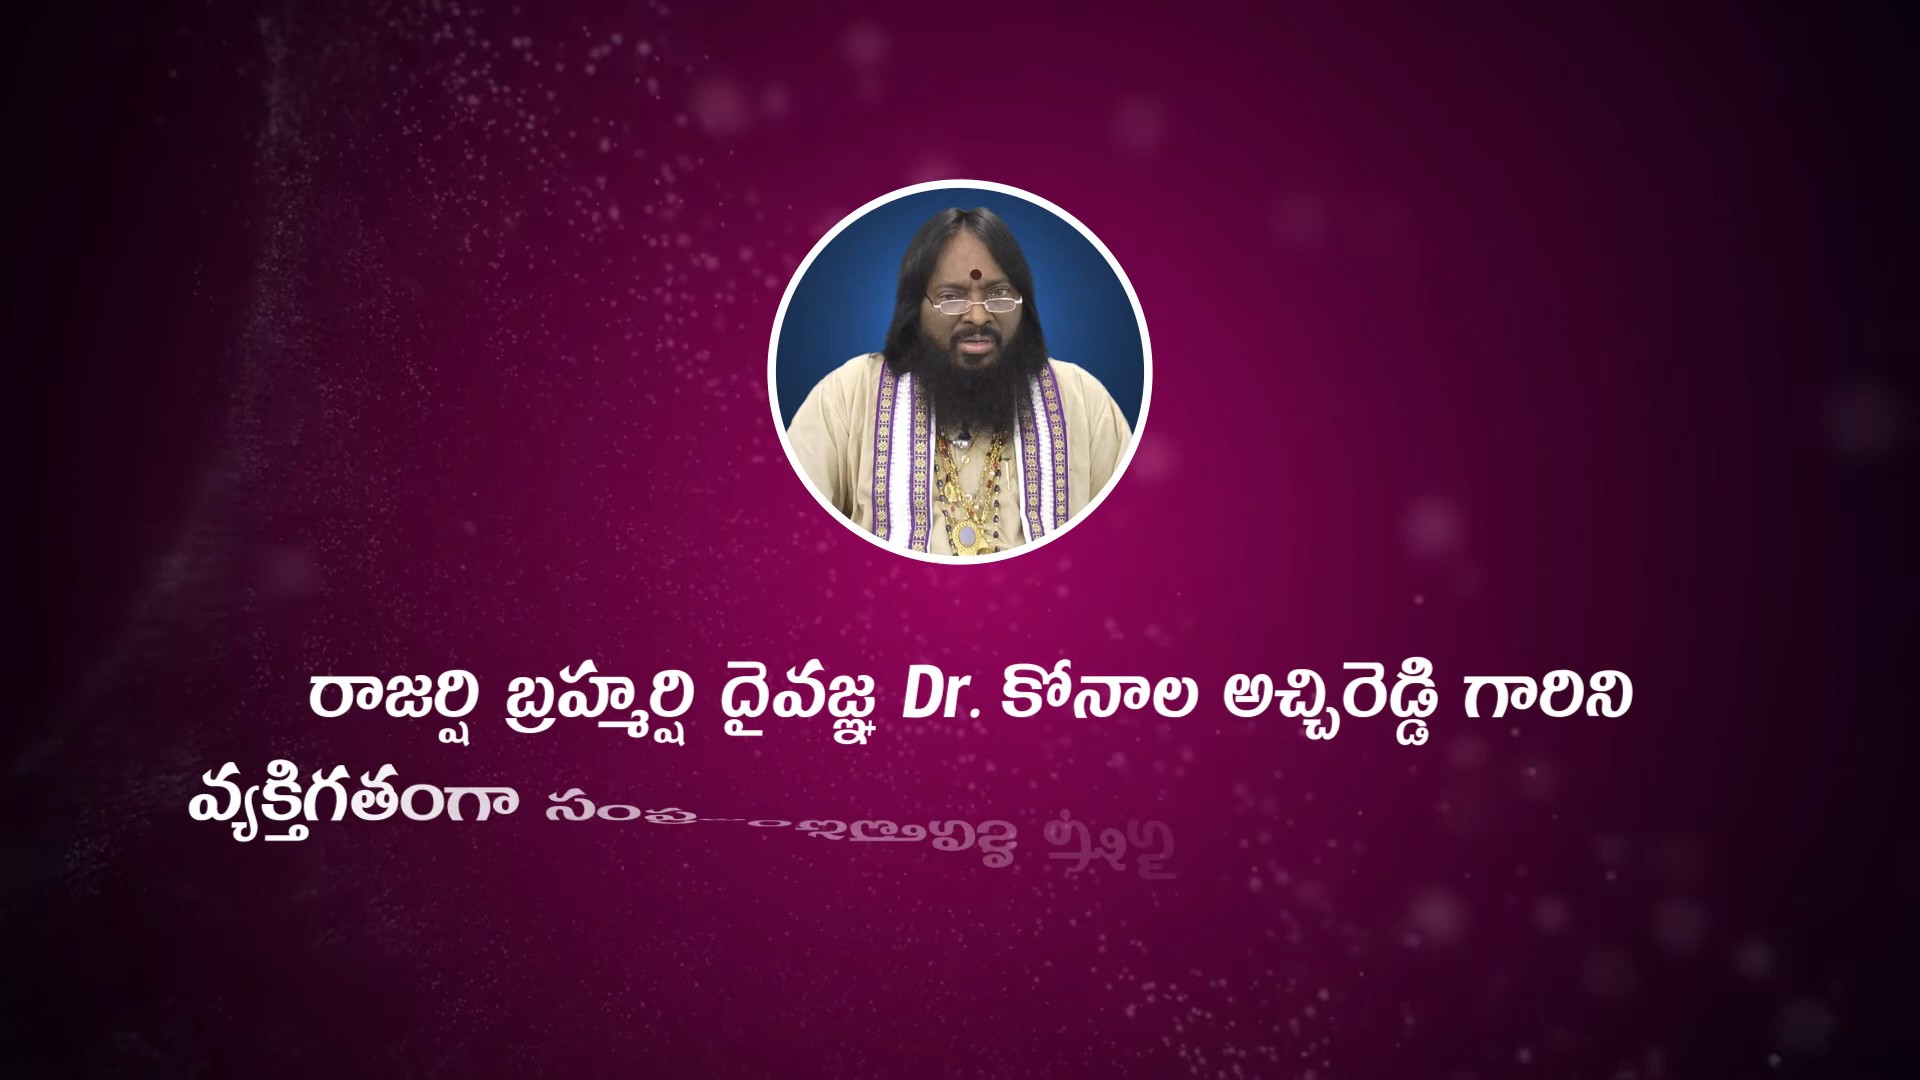 రాజర్షి బ్రహ్మర్షి దైవజ్ఞ Dr. కోనాల అచ్చిరెడ్డి గారిని
వ్యక్తిగతంగా